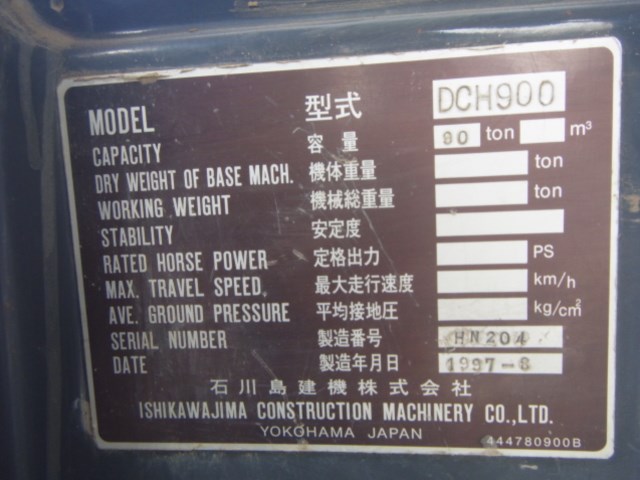 MODEL 型式 DCH900
CAPACITY 容量 90 ton m³
DRY WEIGHT OF BASE MACH. 機体重量 ton
WORKING WEIGHT 機械総重量 ton
STABILITY 安定度
RATED HORSE POWER 定格出力 PS
MAX. TRAVEL SPEED. 最大走行速度 km/h
AVE. GROUND PRESSURE 平均接地圧 kg/cm²
SERIAL NUMBER 製造番号 HN204
DATE 製造年月日 1997-8
石川島建機株式会社
ISHIKAWAJIMA CONSTRUCTION MACHINERY CO.,LTD.
YOKOHAMA JAPAN
444780900B